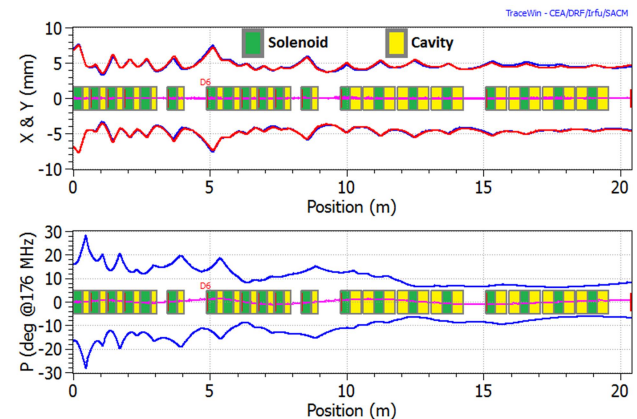 TraceWin - CEA/DRF/Irfu/SACM
Solenoid Cavity
X & Y (mm)
10
5
D6
0
-5
-10
0 5 10 15 20
Position (m)
P (deg @176 MHz)
30
20
10
D6
0
-10
-20
-30
0 5 10 15 20
Position (m)